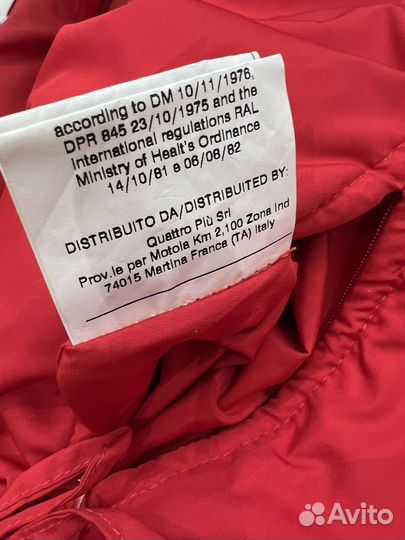 according to DM 10/11/1976,
DPR 845 23/10/1975 and the
International regulations RAL
Ministry of Healt's Ordinance
14/10/81 e 06/08/82
DISTRIBUITO DA/DISTRIBUTED BY:
Quattro Più Srl
Prov.le per Motola Km 2,100 Zona Ind
74015 Martina Franca (TA) Italy
Avito